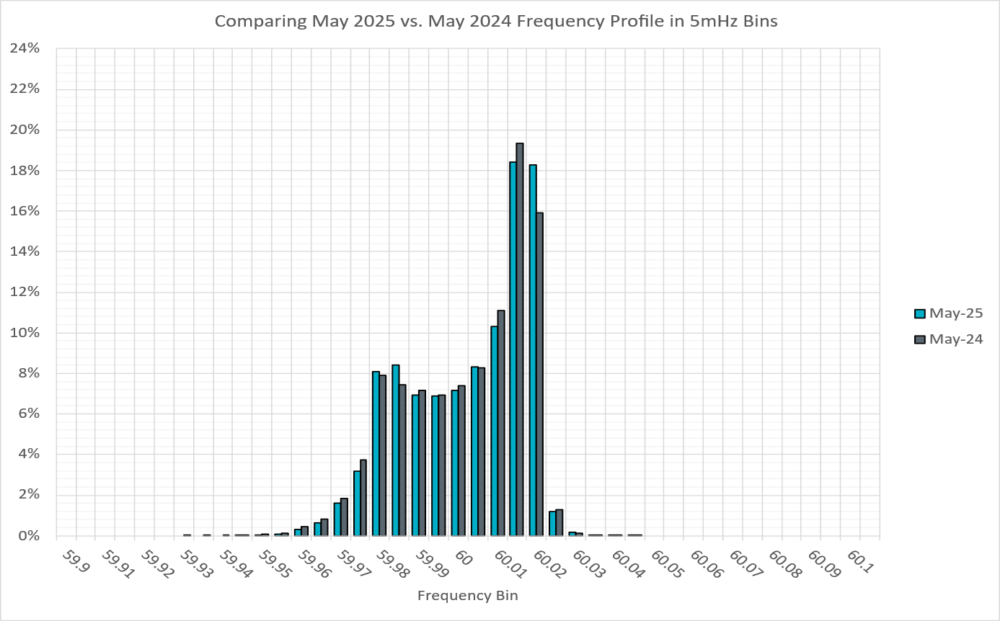 Comparing May 2025 vs. May 2024 Frequency Profile in 5mHz Bins
24%
22%
20%
18%
16%
14%
12%
10%
8%
6%
4%
2%
0%
May-25
May-24
59.9 59.91 59.92 59.93 59.94 59.95 59.96 59.97 59.98 59.99 60 60.01 60.02 60.03 60.04 60.05 60.06 60.07 60.08 60.09 60.1
Frequency Bin